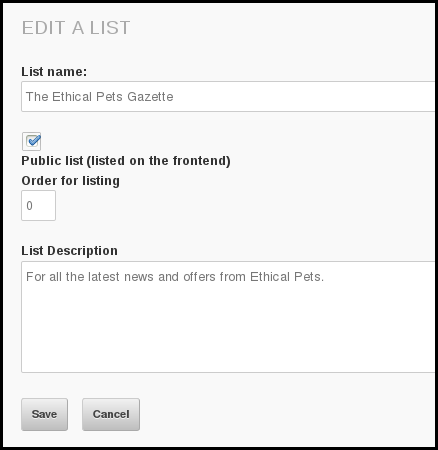 EDIT A LIST
List name:
The Ethical Pets Gazette
Public list (listed on the frontend)
Order for listing
0
List Description
For all the latest news and offers from Ethical Pets.
Save Cancel